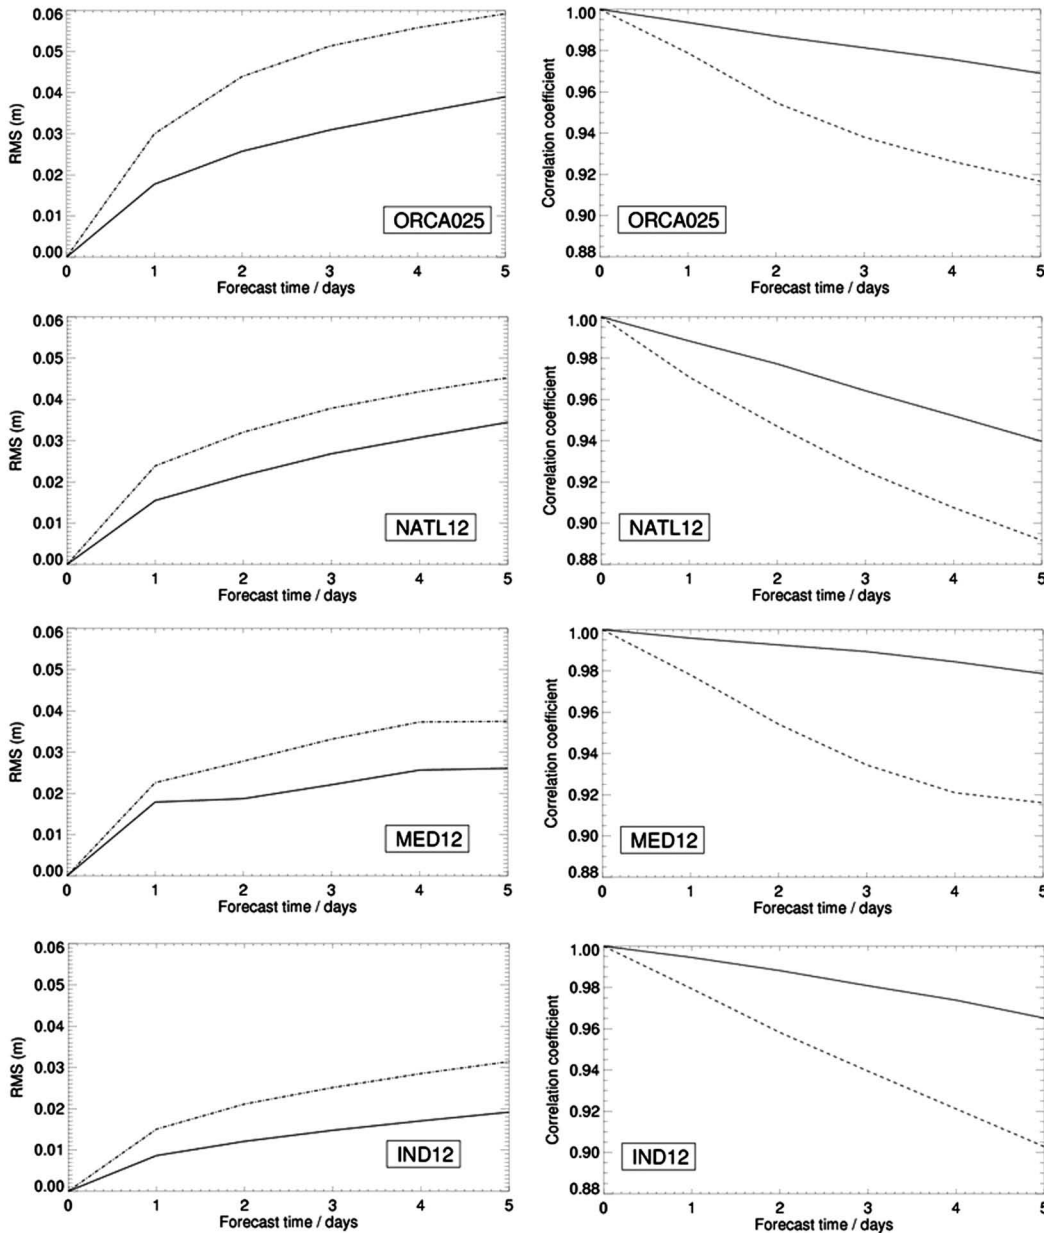 0.06
0.05
0.04
0.03
0.02
0.01
0.00
RMS (m)
ORCA025
0 1 2 3 4 5
Forecast time / days
1.00
0.98
0.96
0.94
0.92
0.90
0.88
Correlation coefficient
ORCA025
0 1 2 3 4 5
Forecast time / days
0.06
0.05
0.04
0.03
0.02
0.01
0.00
RMS (m)
NATL12
0 1 2 3 4 5
Forecast time / days
1.00
0.98
0.96
0.94
0.92
0.90
0.88
Correlation coefficient
NATL12
0 1 2 3 4 5
Forecast time / days
0.06
0.05
0.04
0.03
0.02
0.01
0.00
RMS (m)
MED12
0 1 2 3 4 5
Forecast time / days
1.00
0.98
0.96
0.94
0.92
0.90
0.88
Correlation coefficient
MED12
0 1 2 3 4 5
Forecast time / days
0.06
0.05
0.04
0.03
0.02
0.01
0.00
RMS (m)
IND12
0 1 2 3 4 5
Forecast time / days
1.00
0.98
0.96
0.94
0.92
0.90
0.88
Correlation coefficient
IND12
0 1 2 3 4 5
Forecast time / days